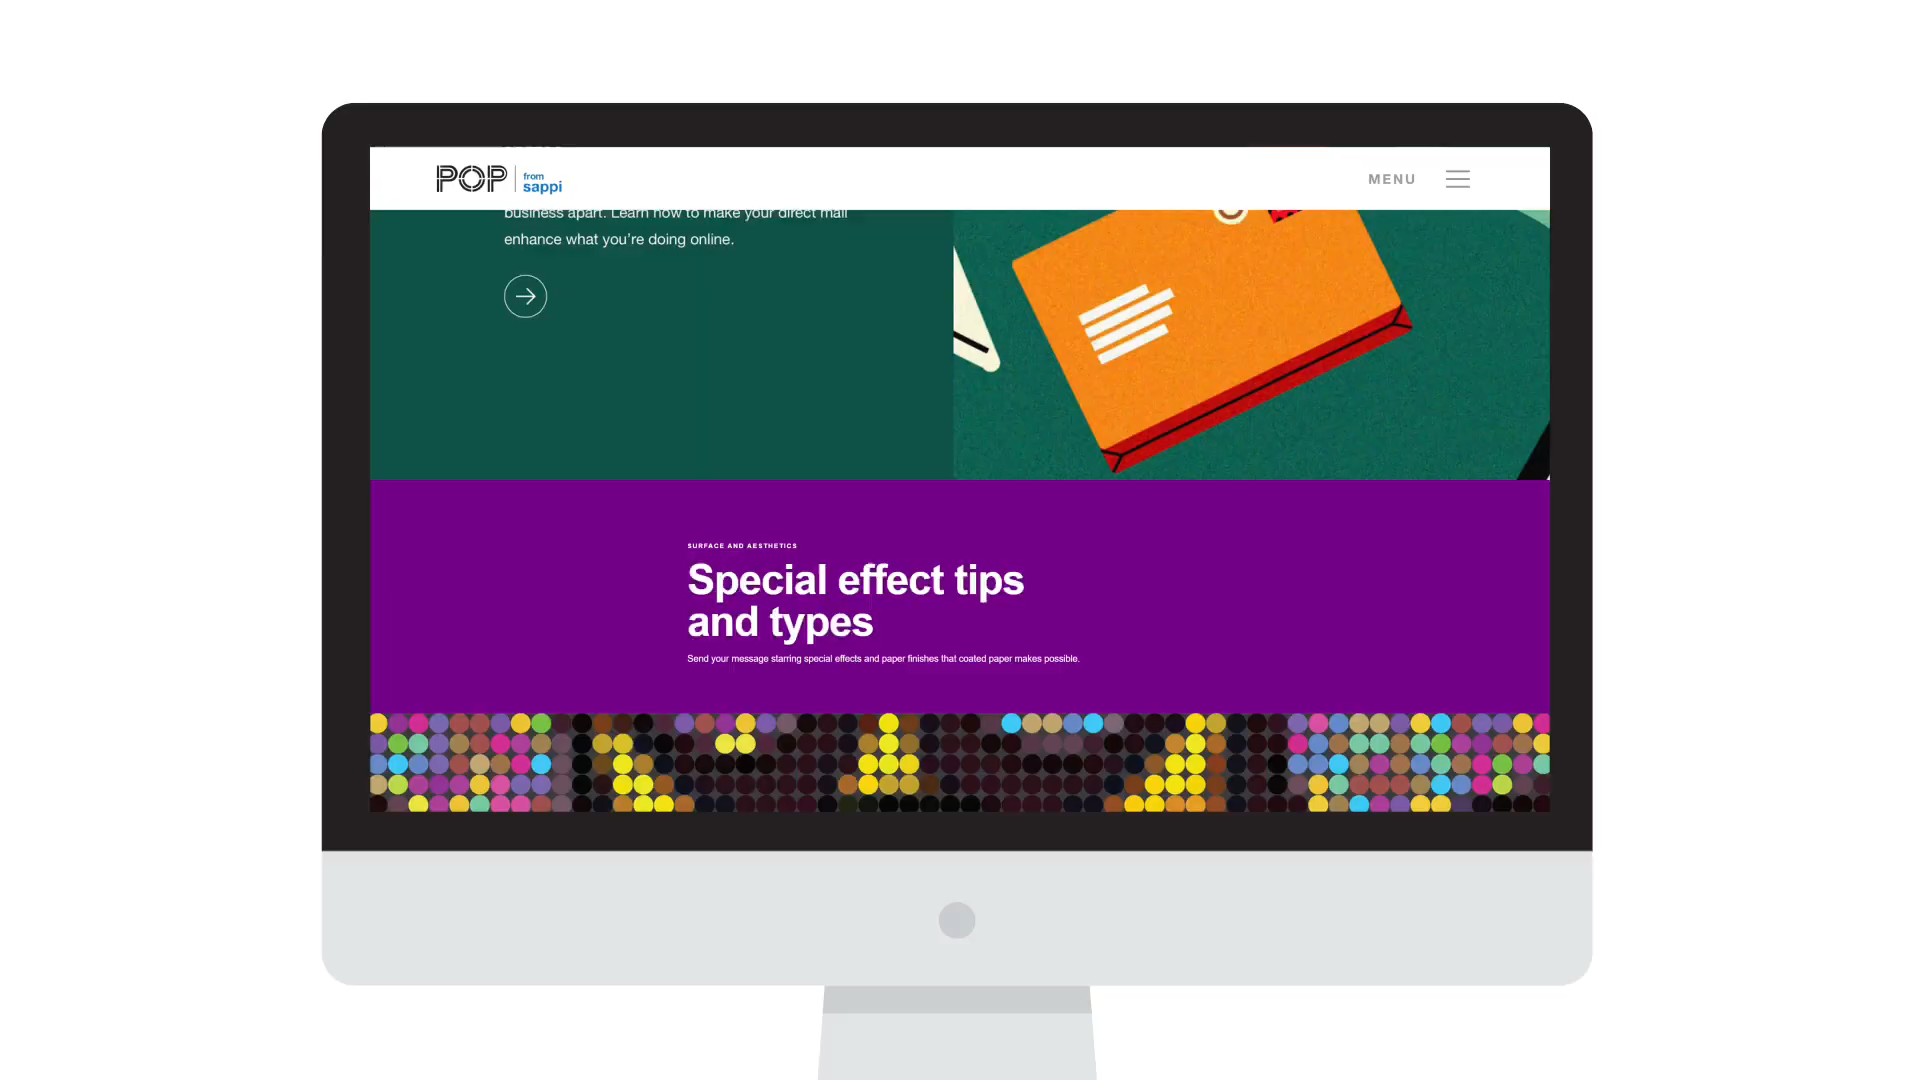 POP
from
sappi
MENU
business apart. Learn how to make your direct mail
enhance what you’re doing online.
SURFACE AND AESTHETICS
Special effect tips
and types
Send your message starring special effects and paper finishes that coated paper makes possible.